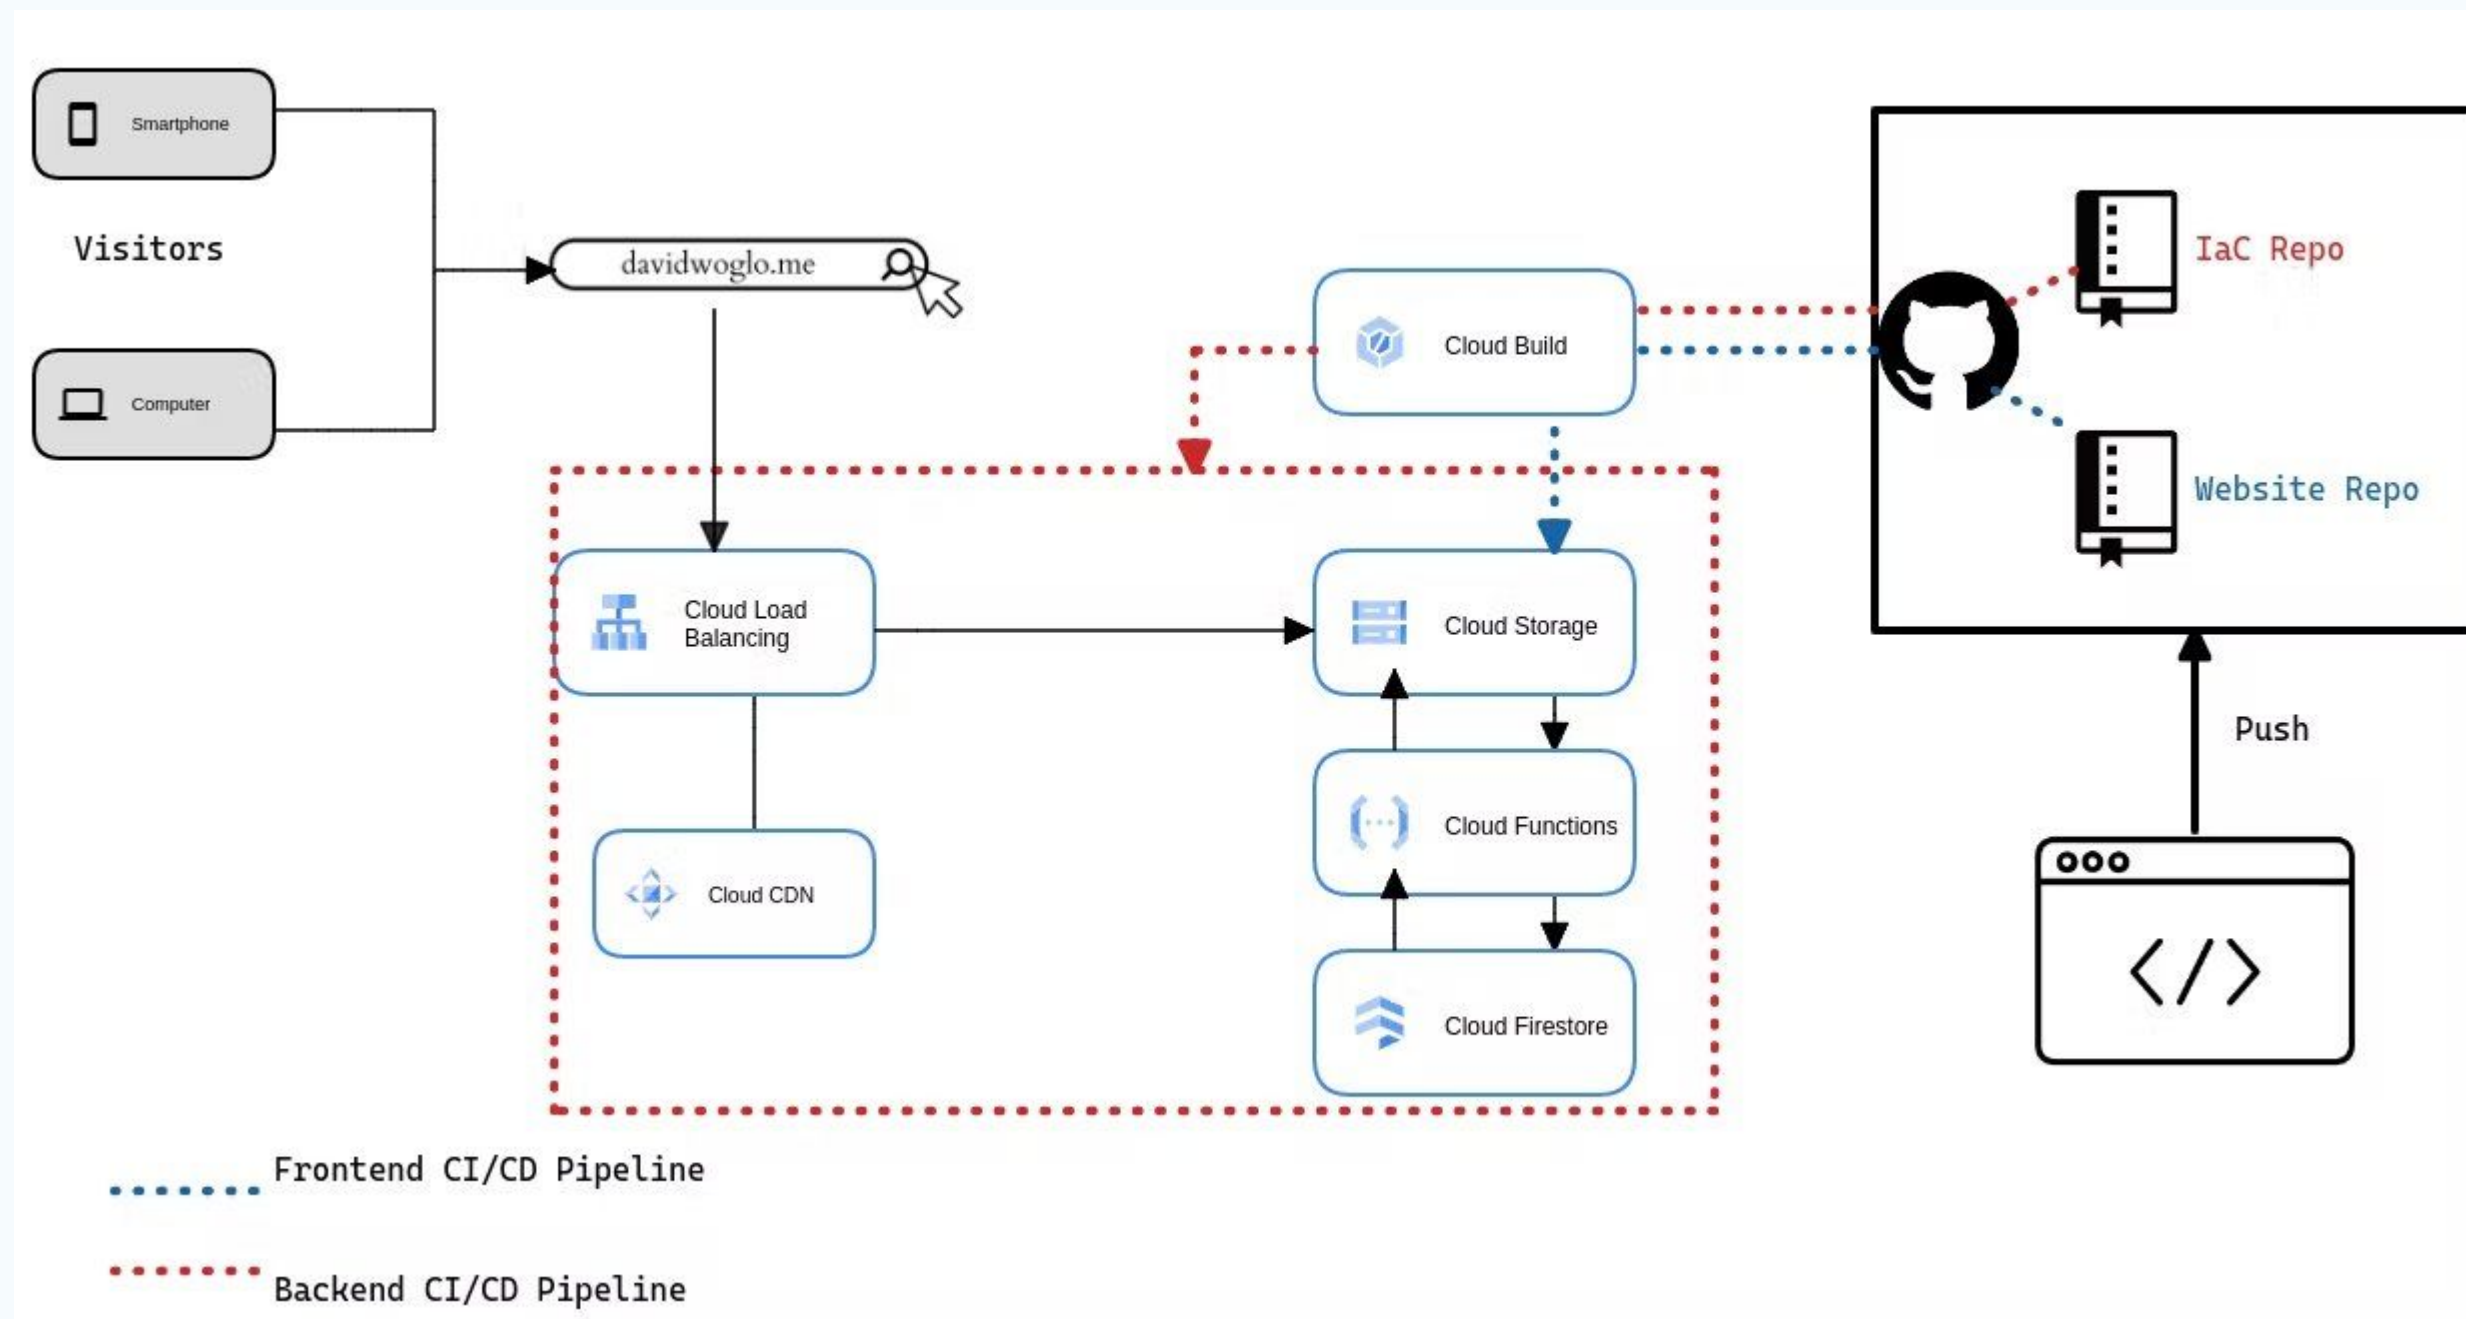 Smartphone
Visitors
Computer
davidwoglo.me
Cloud Build
IaC Repo
Website Repo
Cloud Load
Balancing
Cloud Storage
Push
Cloud Functions
Cloud CDN
</>
Cloud Firestore
Frontend CI/CD Pipeline
Backend CI/CD Pipeline